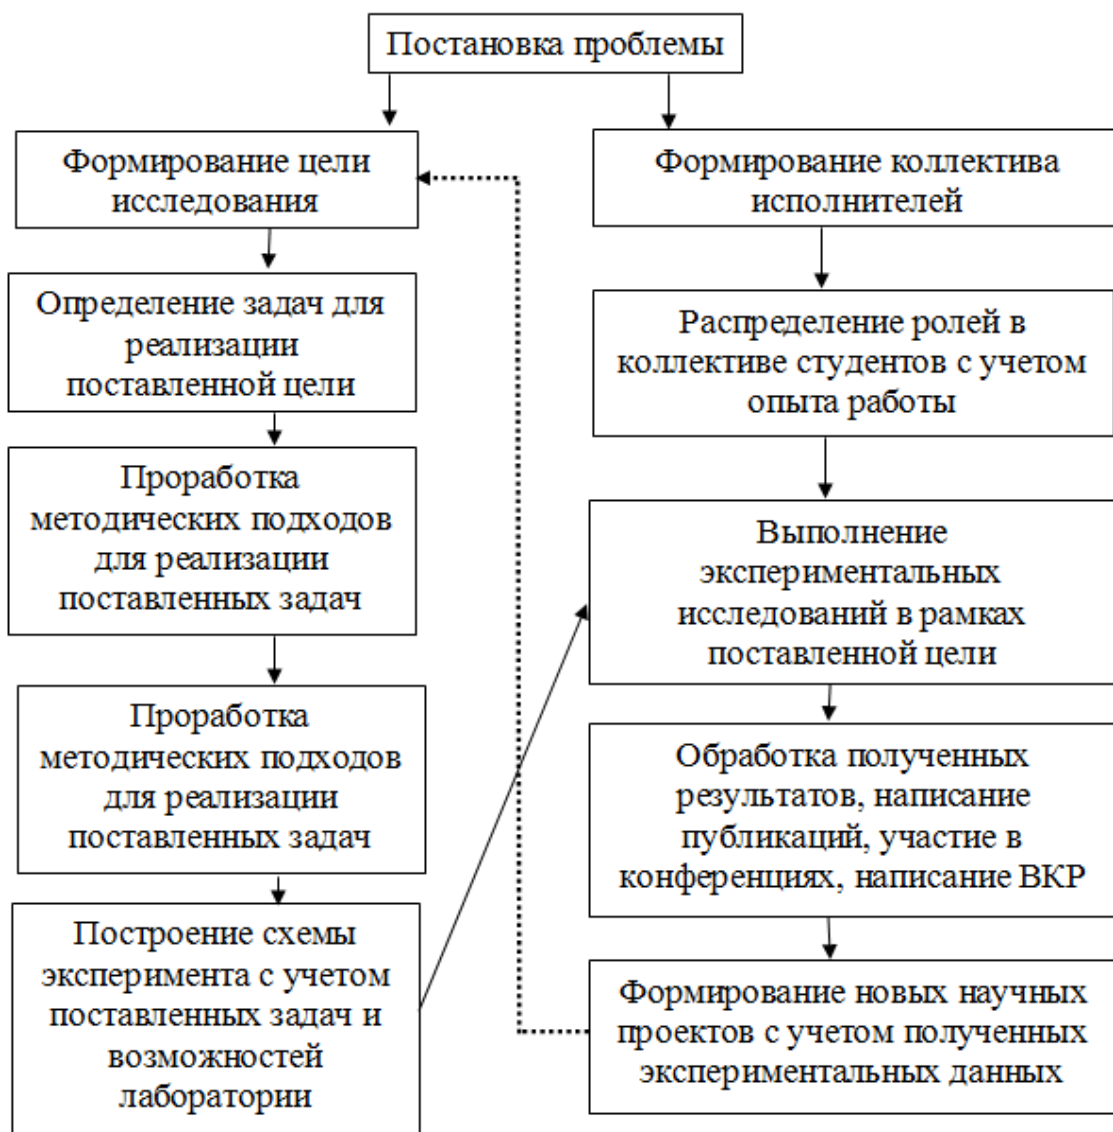 Постановка проблемы
Формирование цели
исследования
Определение задач для
реализации
поставленной цели
Проработка
методических подходов
для реализации
поставленных задач
Проработка
методических подходов
для реализации
поставленных задач
Построение схемы
эксперимента с учетом
поставленных задач и
возможностей
лаборатории
Формирование коллектива
исполнителей
Распределение ролей в
коллективе студентов с учетом
опыта работы
Выполнение
экспериментальных
исследований в рамках
поставленной цели
Обработка полученных
результатов, написание
публикаций, участие в
конференциях, написание ВКР
Формирование новых научных
проектов с учетом полученных
экспериментальных данных